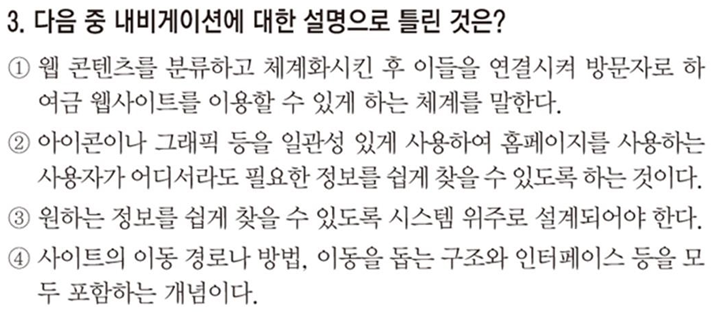 3. 다음 중 내비게이션에 대한 설명으로 틀린 것은?
① 웹 콘텐츠를 분류하고 체계화시킨 후 이들을 연결시켜 방문자로 하
여금 웹사이트를 이용할 수 있게 하는 체계를 말한다.
② 아이콘이나 그래픽 등을 일관성 있게 사용하여 홈페이지를 사용하는
사용자가 어디서라도 필요한 정보를 쉽게 찾을 수 있도록 하는 것이다.
③ 원하는 정보를 쉽게 찾을 수 있도록 시스템 위주로 설계되어야 한다.
④ 사이트의 이동 경로나 방법, 이동을 돕는 구조와 인터페이스 등을 모
두 포함하는 개념이다.